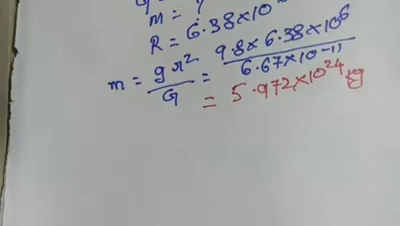 m = ?
R = 6.38×10
m = gr²/G = 9.8×6.38×10⁶/6.67×10⁻¹¹
= 5.972×10²⁴ kg